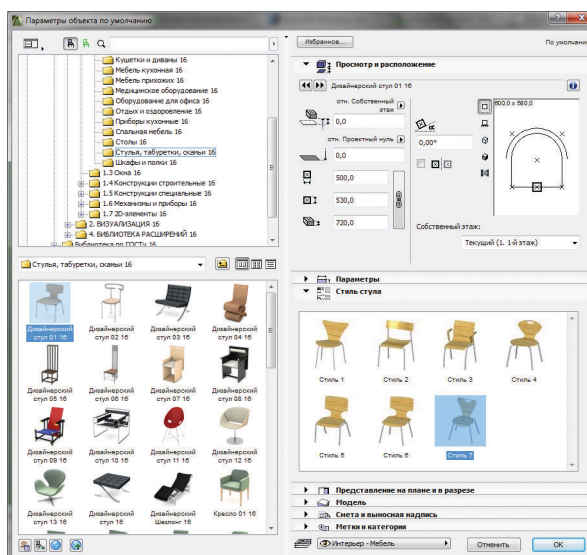 Параметры объекта по умолчанию
Избранное...
По умолчани
Кушетки и диваны 16
Мебель кухонная 16
Мебель прихожих 16
Медицинское оборудование 16
Оборудование для офиса 16
Отдых и оздоровление 16
Приборы кухонные 16
Спальная мебель 16
Столы 16
Стулья, табуретки, скамьи 16
Шкафы и полки 16
1.3 Окна 16
1.4 Конструкции строительные 16
1.5 Конструкции специальные 16
1.6 Механизмы и приборы 16
1.7 2D-элементы 16
2. ВИЗУАЛИЗАЦИЯ 16
4. БИБЛИОТЕКА РАСШИРЕНИЙ 16
Библиотека по ГОСТу 16
Стулья, табуретки, скамьи 16
Дизайнерский стул 01 16
Дизайнерский стул 02 16
Дизайнерский стул 03 16
Дизайнерский стул 04 16
Дизайнерский стул 05 16
Дизайнерский стул 06 16
Дизайнерский стул 07 16
Дизайнерский стул 08 16
Дизайнерский стул 09 16
Дизайнерский стул 10 16
Дизайнерский стул 11 16
Дизайнерский стул 12 16
Дизайнерский стул 13 16
Дизайнерский стул 16
Дизайнерский Шезлонг 16
Кресло 01 16
Просмотр и расположение
Дизайнерский стул 01 16
отн. Собственный этаж
0,0
отн. Проектный нуль
0,0
500,0
530,0
720,0
α
0,00°
600,0 x 580,0
Собственный этаж:
Текущий (1. 1-й этаж)
Параметры
Стиль стула
Стиль 1
Стиль 2
Стиль 3
Стиль 4
Стиль 5
Стиль 6
Стиль 7
Представление на плане и в разрезе
Модель
Смета и выносная надпись
Метки и категории
Интерьер - Мебель
Отменить
OK